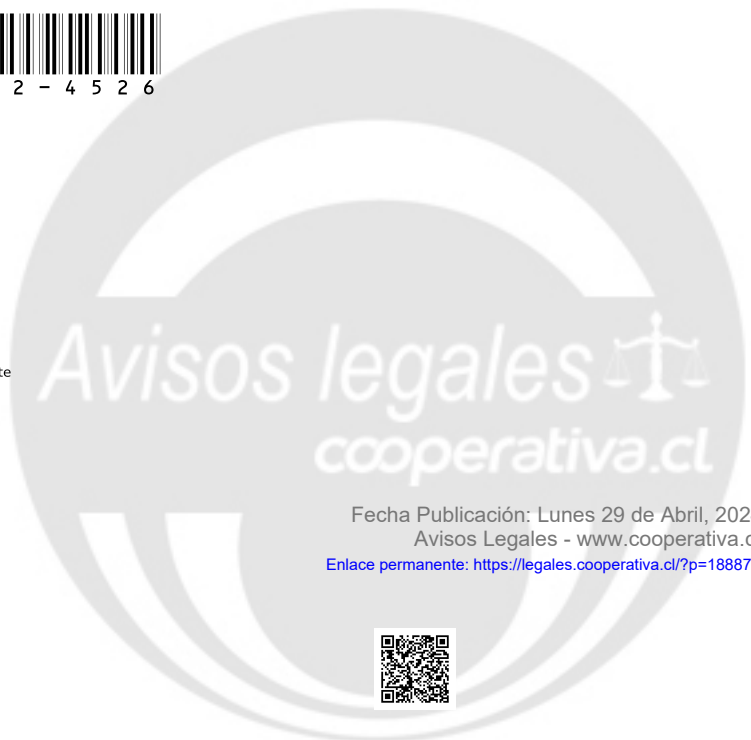 2 - 4 5 2 6
te
Avisos legales
cooperativa.cl
Fecha Publicación: Lunes 29 de Abril, 202
Avisos Legales - www.cooperativa.c
Enlace permanente: https://legales.cooperativa.cl/?p=18887